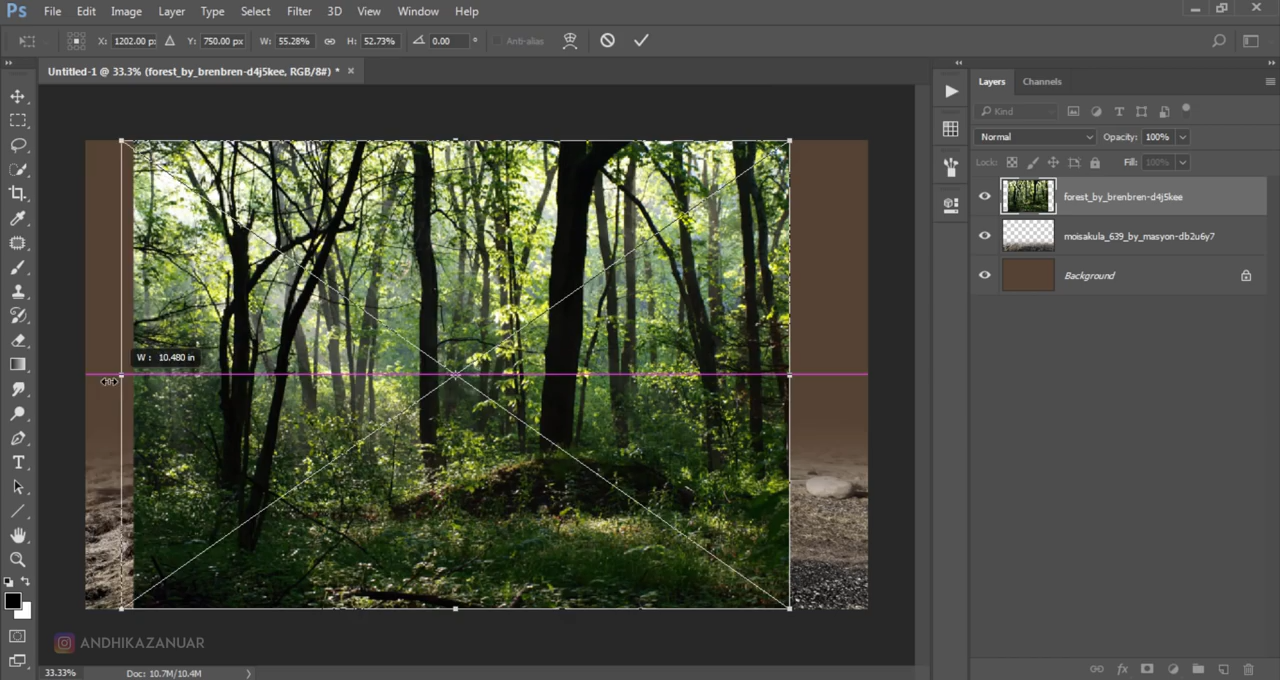 Ps File Edit Image Layer Type Select Filter 3D View Window Help
X: 1202.00 px Y: 750.00 px W: 55.28% H: 52.73% 0.00 ° Anti-alias
Untitled-1 @ 33.3% (forest_by_brenbren-d4j5kee, RGB/8#) * ×
Layers Channels
Kind
Normal Opacity: 100%
Lock: Fill: 100%
forest_by_brenbren-d4j5kee
moisakula_639_by_masyon-db2u6y7
Background
W : 10.480 in
ANDHIKAZANUAR
33.33% Doc: 10.7M/10.4M